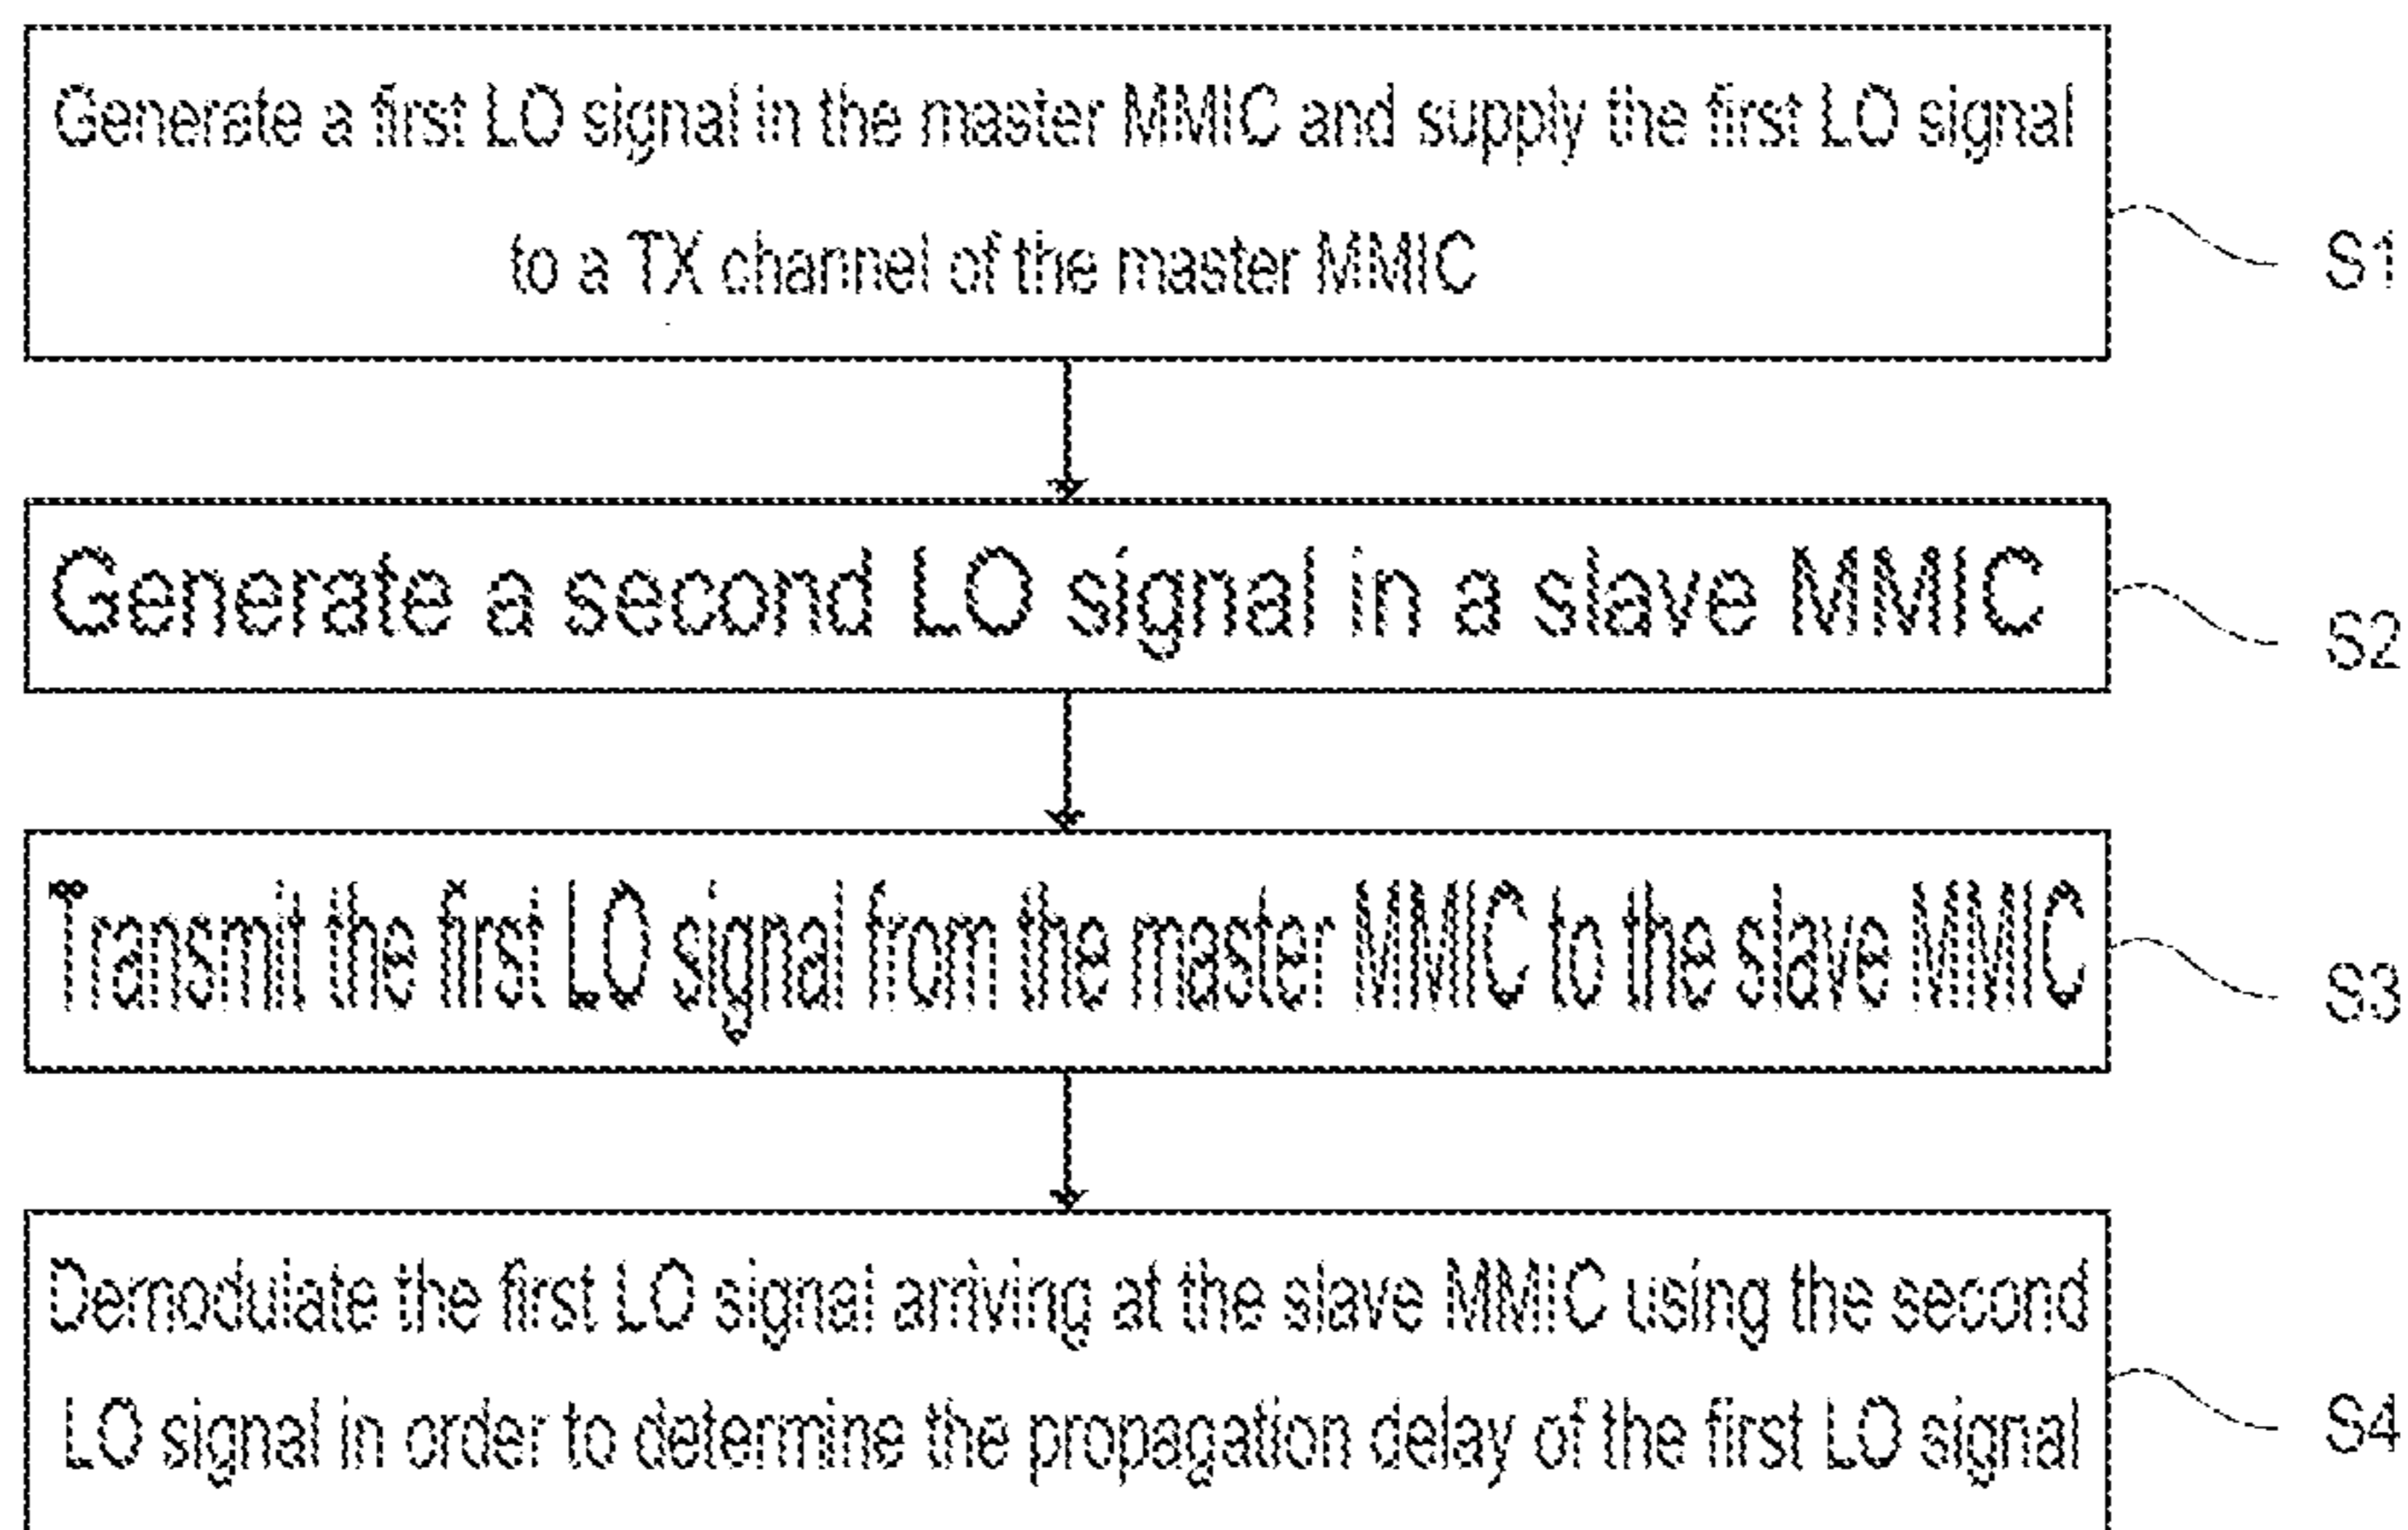 Generate a first LO signal in the master MMIC and supply the first LO signal
to a TX channel of the master MMIC
S1
Generate a second LO signal in a slave MMIC
S2
Transmit the first LO signal from the master MMIC to the slave MMIC
S3
Demodulate the first LO signal arriving at the slave MMIC using the second
LO signal in order to determine the propagation delay of the first LO signal
S4